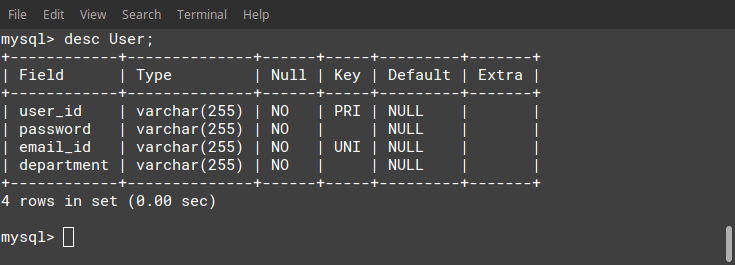 File Edit View Search Terminal Help
mysql> desc User;
+------------+--------------+------+-----+---------+-------+
| Field      | Type         | Null | Key | Default | Extra |
+------------+--------------+------+-----+---------+-------+
| user_id    | varchar(255) | NO   | PRI | NULL    |       |
| password   | varchar(255) | NO   |     | NULL    |       |
| email_id   | varchar(255) | NO   | UNI | NULL    |       |
| department | varchar(255) | NO   |     | NULL    |       |
+------------+--------------+------+-----+---------+-------+
4 rows in set (0.00 sec)
mysql>